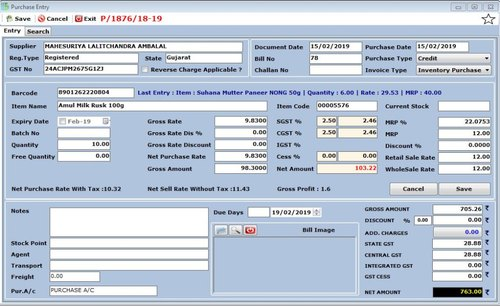 Purchase Entry
Save Cancel Exit P/1876/18-19
Entry Search
Supplier MAHESURIYA LALITCHANDRA AMBALAL
Document Date 15/02/2019 Purchase Date 15/02/2019
Reg.Type Registered State Gujarat
Bill No 78 Purchase Type Credit
GST No 24ACJPM2675G1ZJ Reverse Charge Applicable ?
Challan No Invoice Type Inventory Purchase
Barcode 8901262220804 Last Entry : Item : Suhana Mutter Paneer NONG 50g | Quantity : 6.00 | Rate : 29.53 | MRP : 40.00
Item Name Amul Milk Rusk 100g Item Code 00005576 Current Stock
Expiry Date Feb-19 Gross Rate 9.8300 SGST % 2.50 2.46 MRP % 22.0753
Batch No Gross Rate Dis % 0.0000 CGST % 2.50 2.46 MRP 12.00
Quantity 10.00 Gross Rate Discount 0.0000 IGST % Discount % 0.0000
Free Quantity 0.00 Net Purchase Rate 9.8300 Cess % 0.00 0.00 Retail Sale Rate 12.00
Gross Amount 98.3000 Net Amount 103.22 WholeSale Rate 12.00
Net Purchase Rate With Tax :10.32 Net Sell Rate Without Tax :11.43 Gross Profit : 1.6 Cancel Save
Notes Due Days 19/02/2019
Bill Image
Stock Point
Agent
Transport
Freight 0.00
Pur.A/c PURCHASE A/C
GROSS AMOUNT 705.26 ₹
DISCOUNT % 0.00 0.00 ₹
ADD. CHARGES 0.00 ₹
STATE GST 28.88 ₹
CENTRAL GST 28.88 ₹
INTEGRATED GST 0.00 ₹
GST CESS 0.00 ₹
NET AMOUNT 763.00 ₹